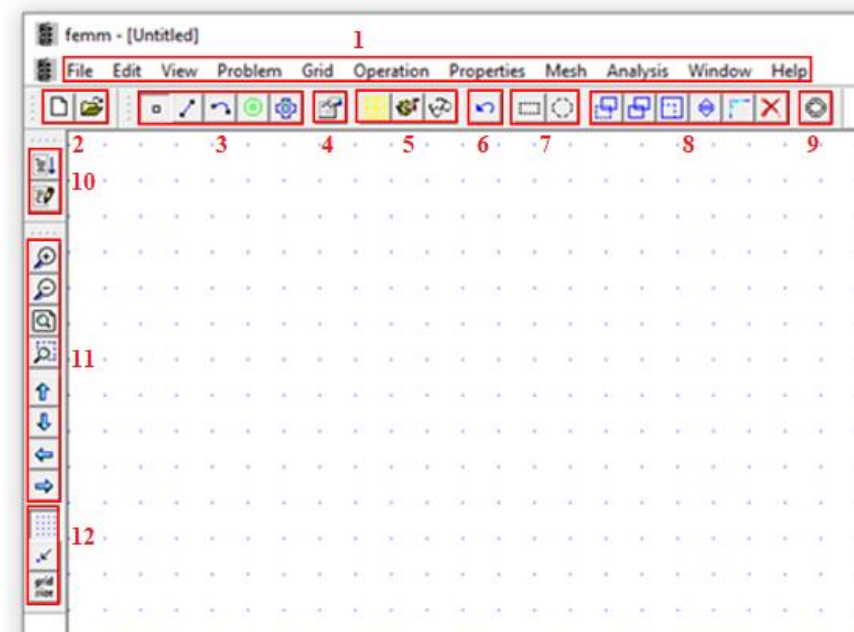 femm - [Untitled]
1
File Edit View Problem Grid Operation Properties Mesh Analysis Window Help
2 3 4 5 6 7 8 9
10
11
12
grid
size